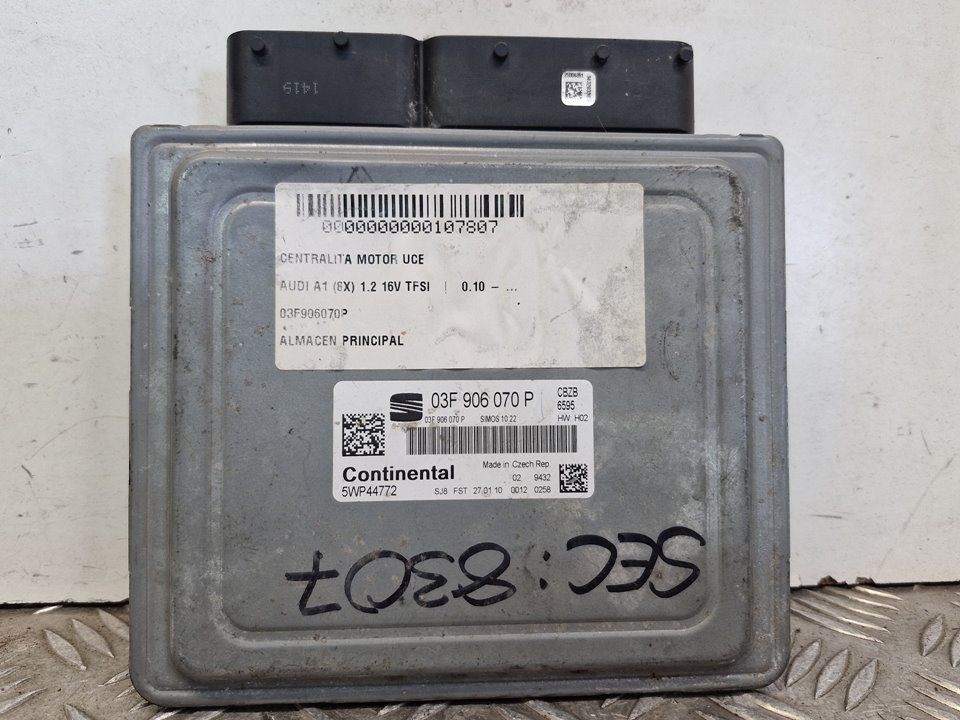 1415
0000000000107807
CENTRALITA MOTOR UCE
AUDI A1 (8X) 1.2 16V TFSI | 0.10 – ...
03F906070P
ALMACEN PRINCIPAL
03F 906 070 P
CBZB
6595
03F 906 070 P SIMOS 10.22 HW H02
Made in Czech Rep.
Continental
02 9432
5WP44772 SJ8 FST 27.01.10 0012 0258
SEC: 8307